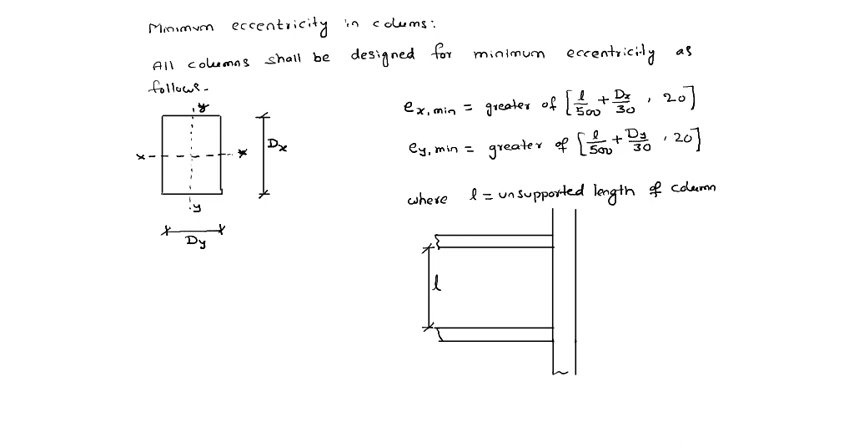 Minimum eccentricity in colums:
All columns shall be designed for minimum eccentricity as
follows-
ex,min = greater of [l/500 + Dx/30 , 20]
ey,min = greater of [l/500 + Dy/30 , 20]
where l = unsupported length of column
y
x
x
y
Dx
Dy
l